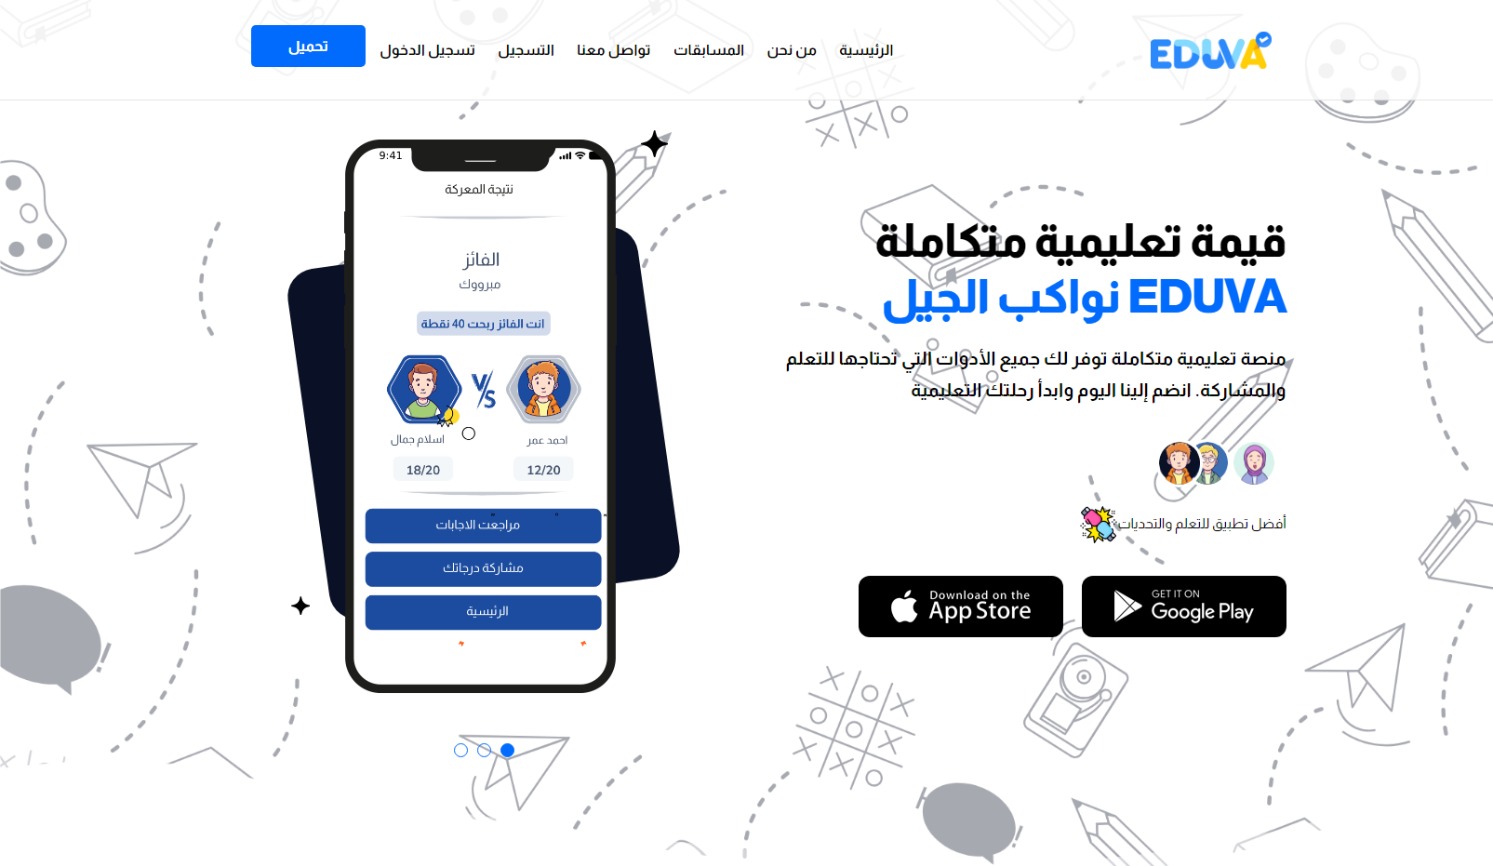 EDUVA
الرئيسية
من نحن
المسابقات
تواصل معنا
التسجيل
تسجيل الدخول
تحميل
قيمة تعليمية متكاملة
EDUVA نواكب الجيل
منصة تعليمية متكاملة توفر لك جميع الأدوات التي تحتاجها للتعلم
والمشاركة. انضم إلينا اليوم وابدأ رحلتك التعليمية
أفضل تطبيق للتعلم والتحديات
GET IT ON
Google Play
Download on the
App Store
9:41
نتيجة المعركة
الفائز
مبرووك
انت الفائز ربحت 40 نقطة
VS
احمد عمر
اسلام جمال
12/20
18/20
مراجعت الاجابات
مشاركة درجاتك
الرئيسية